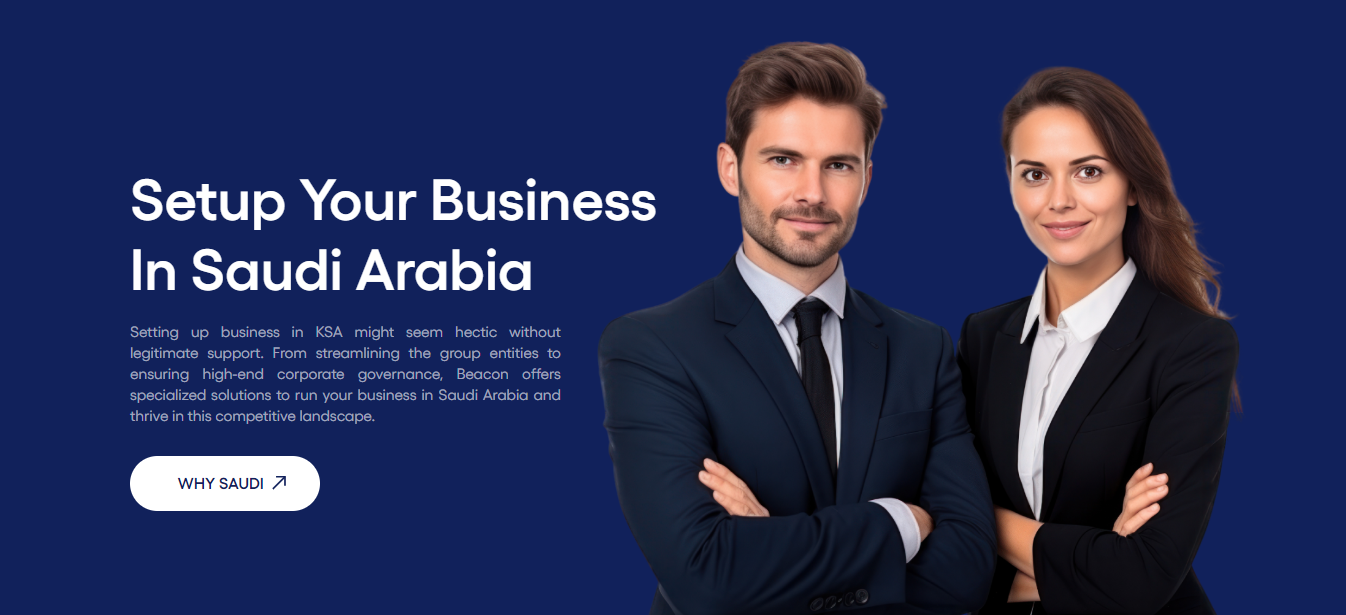 Setup Your Business
In Saudi Arabia
Setting up business in KSA might seem hectic without
legitimate support. From streamlining the group entities to
ensuring high-end corporate governance, Beacon offers
specialized solutions to run your business in Saudi Arabia and
thrive in this competitive landscape.
WHY SAUDI